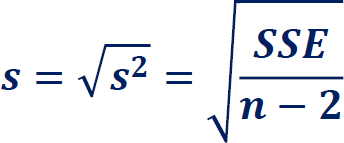 s = √s² = √(SSE / (n − 2))